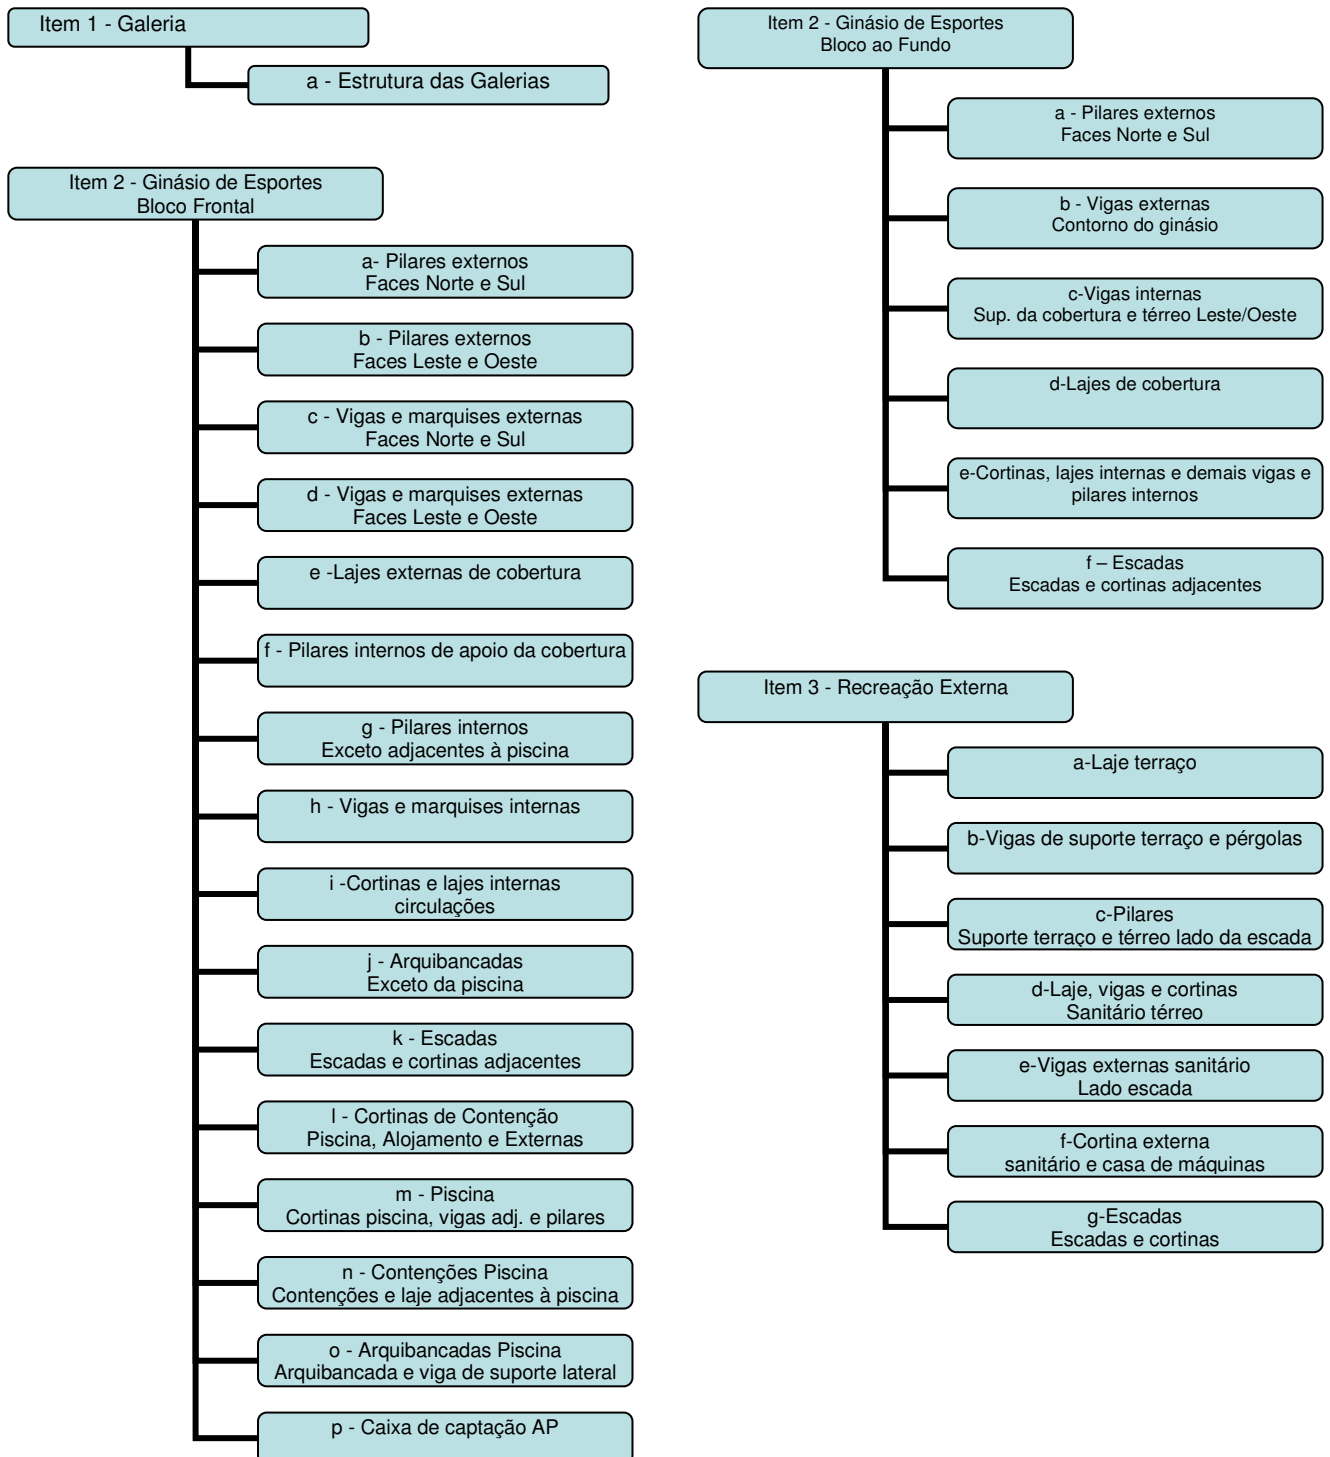 Item 1 - Galeria
a - Estrutura das Galerias
Item 2 - Ginásio de Esportes
Bloco Frontal
a- Pilares externos
Faces Norte e Sul
b - Pilares externos
Faces Leste e Oeste
c - Vigas e marquises externas
Faces Norte e Sul
d - Vigas e marquises externas
Faces Leste e Oeste
e -Lajes externas de cobertura
f - Pilares internos de apoio da cobertura
g - Pilares internos
Exceto adjacentes à piscina
h - Vigas e marquises internas
i -Cortinas e lajes internas
circulações
j - Arquibancadas
Exceto da piscina
k - Escadas
Escadas e cortinas adjacentes
l - Cortinas de Contenção
Piscina, Alojamento e Externas
m - Piscina
Cortinas piscina, vigas adj. e pilares
n - Contenções Piscina
Contenções e laje adjacentes à piscina
o - Arquibancadas Piscina
Arquibancada e viga de suporte lateral
p - Caixa de captação AP
Item 2 - Ginásio de Esportes
Bloco ao Fundo
a - Pilares externos
Faces Norte e Sul
b - Vigas externas
Contorno do ginásio
c-Vigas internas
Sup. da cobertura e térreo Leste/Oeste
d-Lajes de cobertura
e-Cortinas, lajes internas e demais vigas e
pilares internos
f – Escadas
Escadas e cortinas adjacentes
Item 3 - Recreação Externa
a-Laje terraço
b-Vigas de suporte terraço e pérgolas
c-Pilares
Suporte terraço e térreo lado da escada
d-Laje, vigas e cortinas
Sanitário térreo
e-Vigas externas sanitário
Lado escada
f-Cortina externa
sanitário e casa de máquinas
g-Escadas
Escadas e cortinas